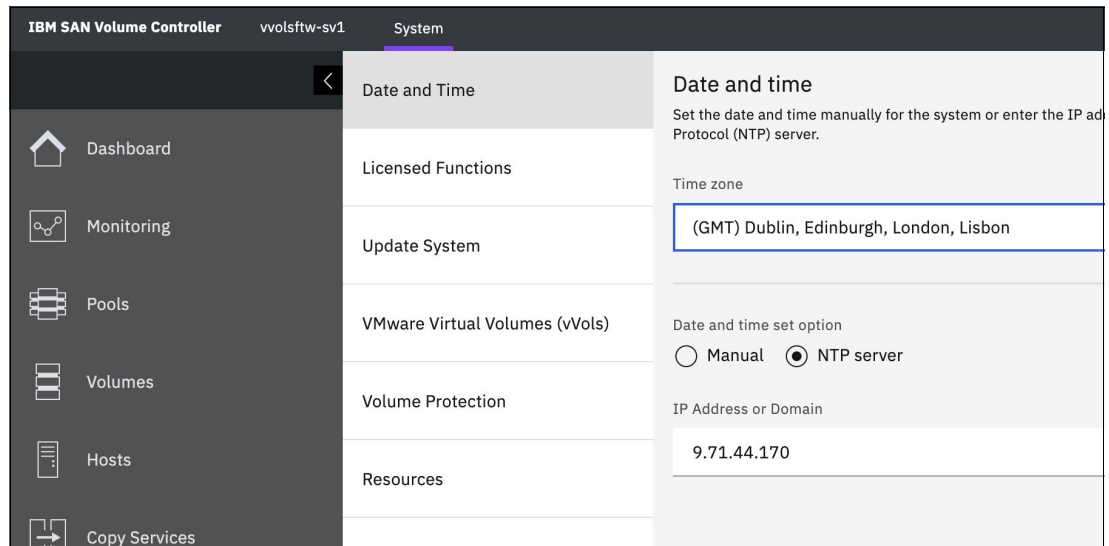 IBM SAN Volume Controller vvolsftw-sv1 System
Dashboard
Monitoring
Pools
Volumes
Hosts
Copy Services
Date and Time
Licensed Functions
Update System
VMware Virtual Volumes (vVols)
Volume Protection
Resources
Date and time
Set the date and time manually for the system or enter the IP
Protocol (NTP) server.
Time zone
(GMT) Dublin, Edinburgh, London, Lisbon
Date and time set option
Manual NTP server
IP Address or Domain
9.71.44.170